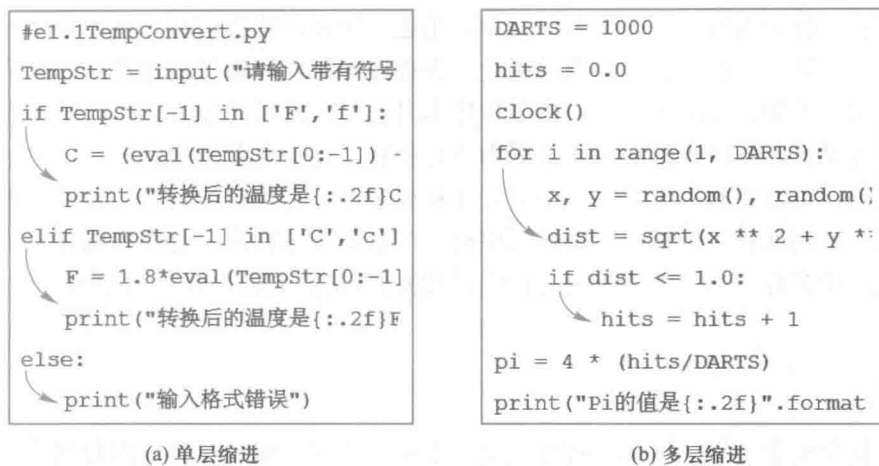 #e1.1TempConvert.py
TempStr = input("请输入带有符号
if TempStr[-1] in ['F','f']:
    C = (eval(TempStr[0:-1]) -
    print("转换后的温度是{:.2f}C
elif TempStr[-1] in ['C','c']
    F = 1.8*eval(TempStr[0:-1]
    print("转换后的温度是{:.2f}F
else:
    print("输入格式错误")
(a) 单层缩进
DARTS = 1000
hits = 0.0
clock()
for i in range(1, DARTS):
    x, y = random(), random()
    dist = sqrt(x ** 2 + y *
    if dist <= 1.0:
        hits = hits + 1
pi = 4 * (hits/DARTS)
print("Pi的值是{:.2f}".format
(b) 多层缩进